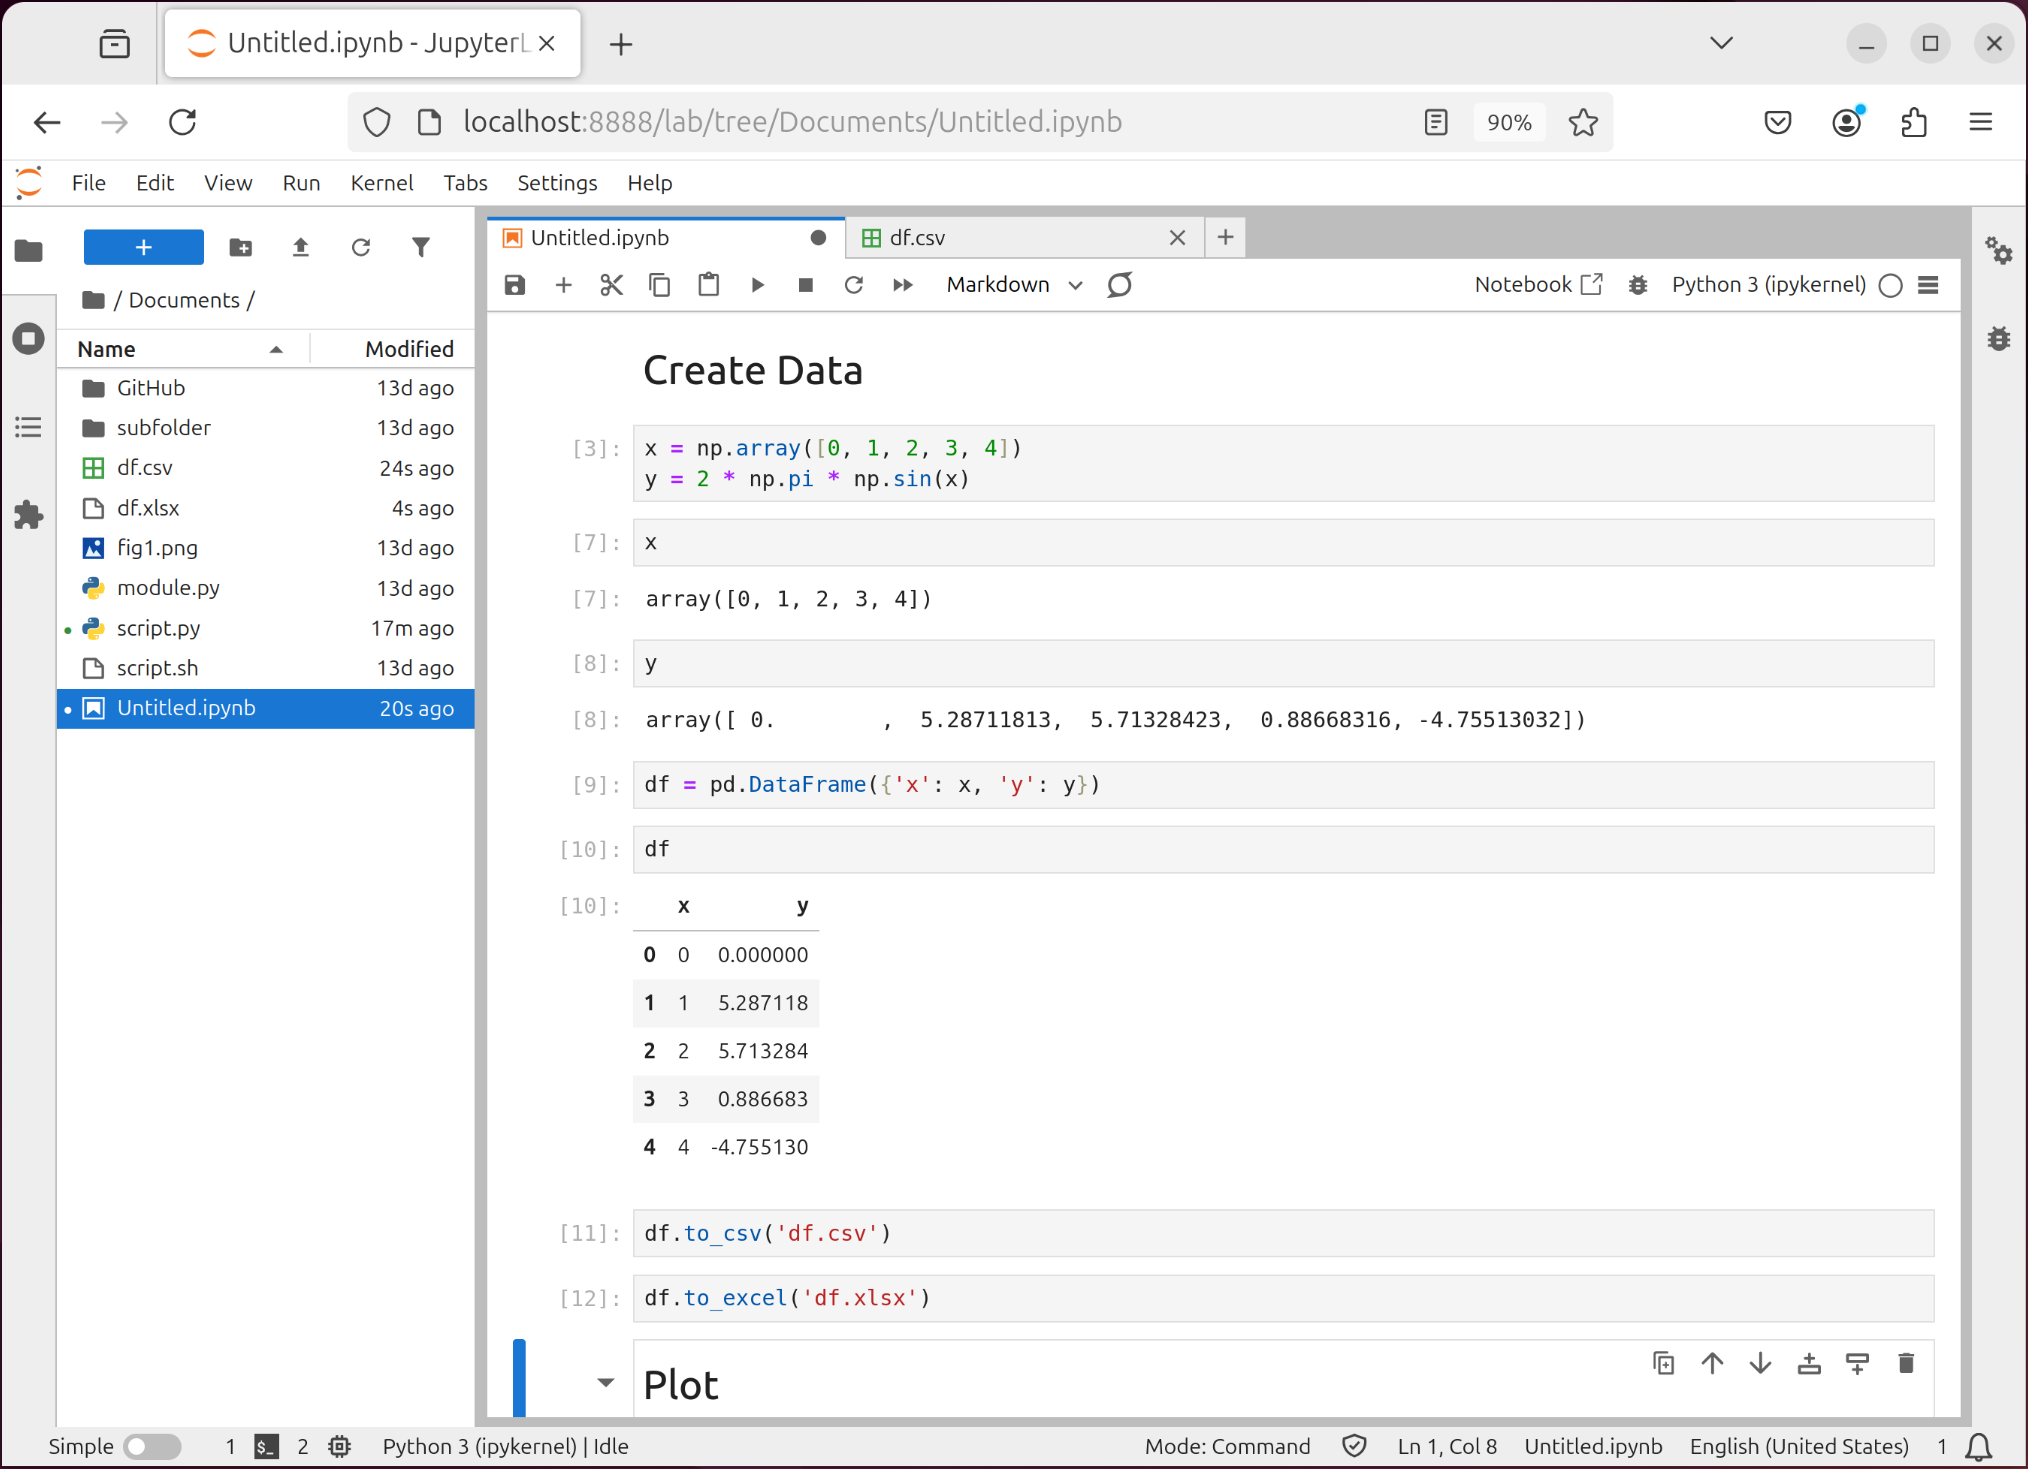 Untitled.ipynb - JupyterL
localhost:8888/lab/tree/Documents/Untitled.ipynb
90%
File Edit View Run Kernel Tabs Settings Help
/ Documents /
Name Modified
GitHub 13d ago
subfolder 13d ago
df.csv 24s ago
df.xlsx 4s ago
fig1.png 13d ago
module.py 13d ago
script.py 17m ago
script.sh 13d ago
Untitled.ipynb 20s ago
Untitled.ipynb
df.csv
Markdown
Notebook
Python 3 (ipykernel)
Create Data
[3]: x = np.array([0, 1, 2, 3, 4])
y = 2 * np.pi * np.sin(x)
[7]: x
[7]: array([0, 1, 2, 3, 4])
[8]: y
[8]: array([ 0.        ,  5.28711813,  5.71328423,  0.88668316, -4.75513032])
[9]: df = pd.DataFrame({'x': x, 'y': y})
[10]: df
[10]: x y
0 0 0.000000
1 1 5.287118
2 2 5.713284
3 3 0.886683
4 4 -4.755130
[11]: df.to_csv('df.csv')
[12]: df.to_excel('df.xlsx')
Plot
Simple 1 $_ 2 Python 3 (ipykernel) | Idle Mode: Command Ln 1, Col 8 Untitled.ipynb English (United States) 1